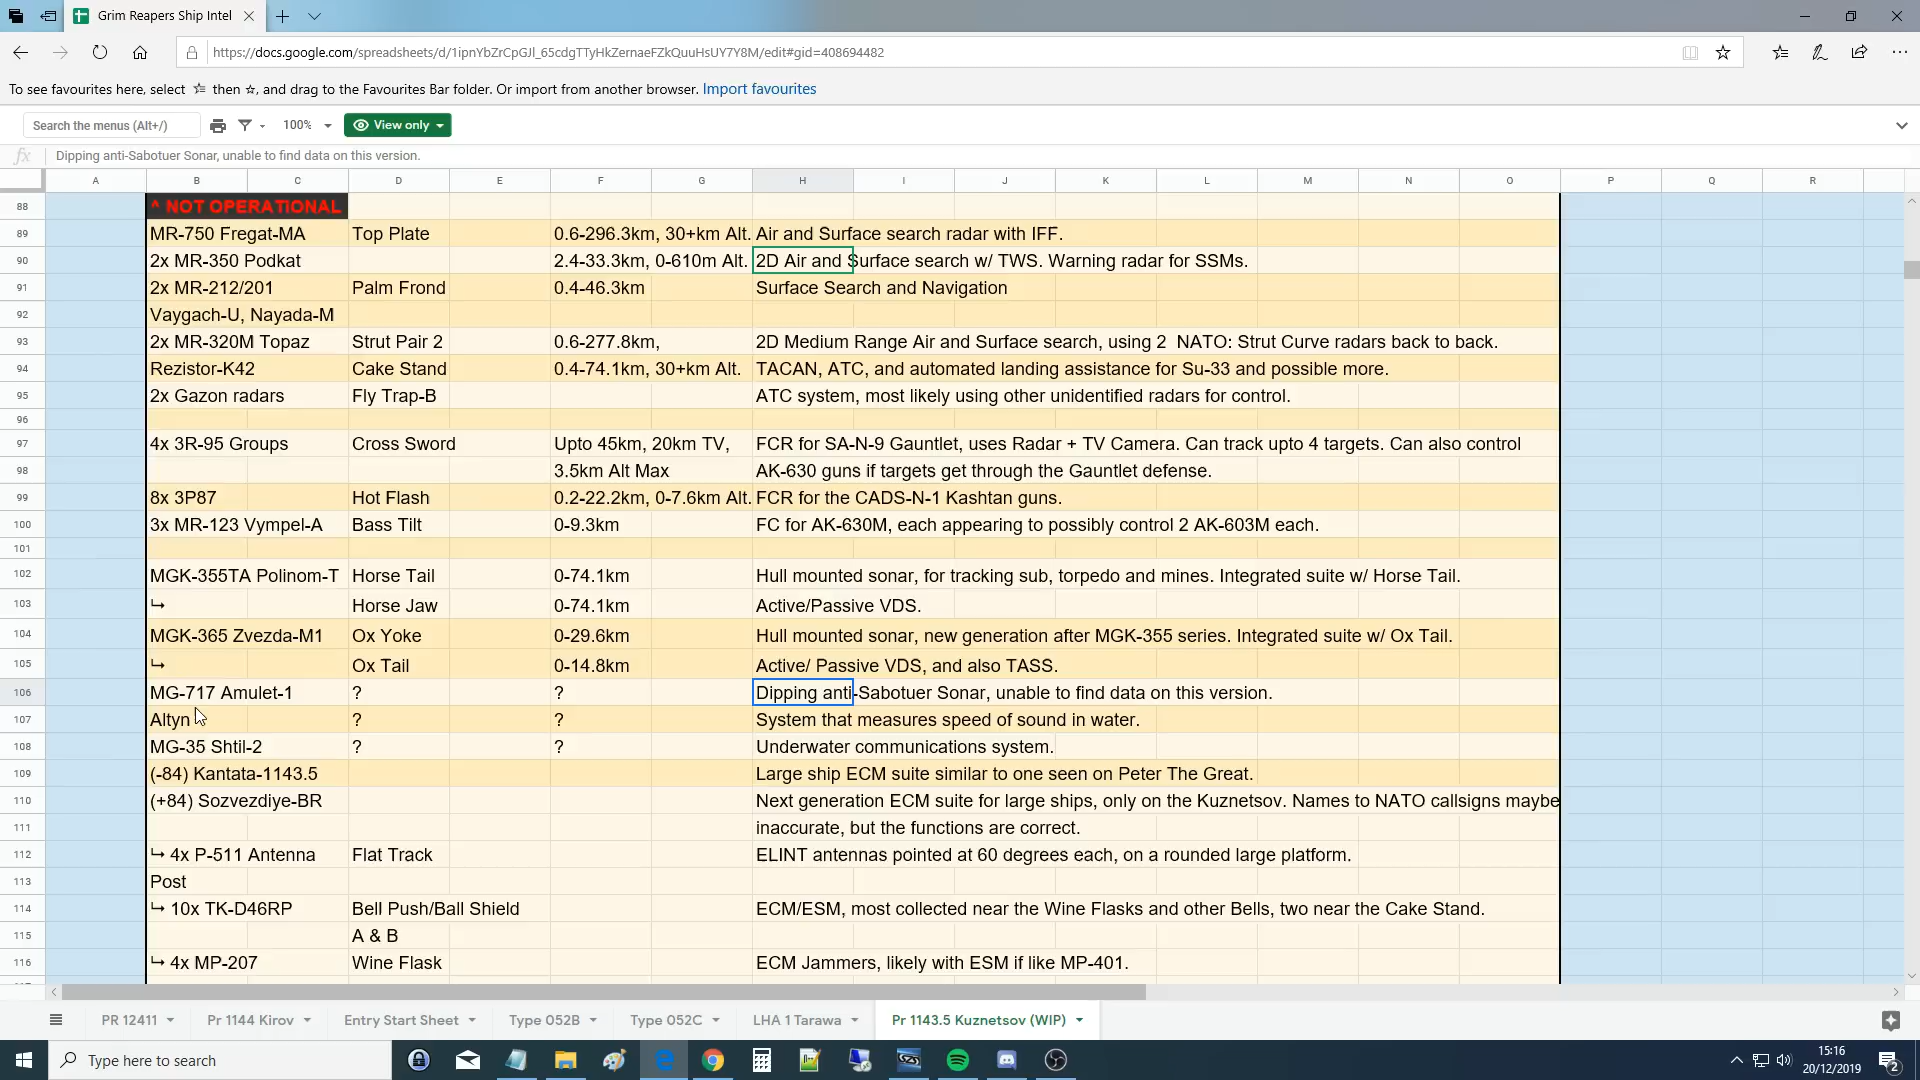 Grim Reapers Ship Intel
https://docs.google.com/spreadsheets/d/1ipnYbZrCpGJl_65cdgTTyHkZernaeFZkQuuHsUY7Y8M/edit#gid=408694482
To see favourites here, select ☆ then ☆, and drag to the Favourites Bar folder. Or import from another browser. Import favourites
Search the menus (Alt+/) 100% View only
fx Dipping anti-Sabotuer Sonar, unable to find data on this version.
A B C D E F G H I J K L M N O P Q R
88 ^ NOT OPERATIONAL
89 MR-750 Fregat-MA Top Plate 0.6-296.3km, 30+km Alt. Air and Surface search radar with IFF.
90 2x MR-350 Podkat 2.4-33.3km, 0-610m Alt. 2D Air and Surface search w/ TWS. Warning radar for SSMs.
91 2x MR-212/201 Palm Frond 0.4-46.3km Surface Search and Navigation
92 Vaygach-U, Nayada-M
93 2x MR-320M Topaz Strut Pair 2 0.6-277.8km, 2D Medium Range Air and Surface search, using 2 NATO: Strut Curve radars back to back.
94 Rezistor-K42 Cake Stand 0.4-74.1km, 30+km Alt. TACAN, ATC, and automated landing assistance for Su-33 and possible more.
95 2x Gazon radars Fly Trap-B ATC system, most likely using other unidentified radars for control.
96
97 4x 3R-95 Groups Cross Sword Upto 45km, 20km TV, FCR for SA-N-9 Gauntlet, uses Radar + TV Camera. Can track upto 4 targets. Can also control
98 3.5km Alt Max AK-630 guns if targets get through the Gauntlet defense.
99 8x 3P87 Hot Flash 0.2-22.2km, 0-7.6km Alt. FCR for the CADS-N-1 Kashtan guns.
100 3x MR-123 Vympel-A Bass Tilt 0-9.3km FC for AK-630M, each appearing to possibly control 2 AK-603M each.
101
102 MGK-355TA Polinom-T Horse Tail 0-74.1km Hull mounted sonar, for tracking sub, torpedo and mines. Integrated suite w/ Horse Tail.
103 ↳ Horse Jaw 0-74.1km Active/Passive VDS.
104 MGK-365 Zvezda-M1 Ox Yoke 0-29.6km Hull mounted sonar, new generation after MGK-355 series. Integrated suite w/ Ox Tail.
105 ↳ Ox Tail 0-14.8km Active/ Passive VDS, and also TASS.
106 MG-717 Amulet-1 ? ? Dipping anti-Sabotuer Sonar, unable to find data on this version.
107 Altyn ? ? System that measures speed of sound in water.
108 MG-35 Shtil-2 ? ? Underwater communications system.
109 (-84) Kantata-1143.5 Large ship ECM suite similar to one seen on Peter The Great.
110 (+84) Sozvezdiye-BR Next generation ECM suite for large ships, only on the Kuznetsov. Names to NATO callsigns maybe
111 inaccurate, but the functions are correct.
112 ↳ 4x P-511 Antenna Flat Track ELINT antennas pointed at 60 degrees each, on a rounded large platform.
113 Post
114 ↳ 10x TK-D46RP Bell Push/Ball Shield ECM/ESM, most collected near the Wine Flasks and other Bells, two near the Cake Stand.
115 A & B
116 ↳ 4x MP-207 Wine Flask ECM Jammers, likely with ESM if like MP-401.
PR 12411 Pr 1144 Kirov Entry Start Sheet Type 052B Type 052C LHA 1 Tarawa Pr 1143.5 Kuznetsov (WIP)
Type here to search
15:16
20/12/2019
2